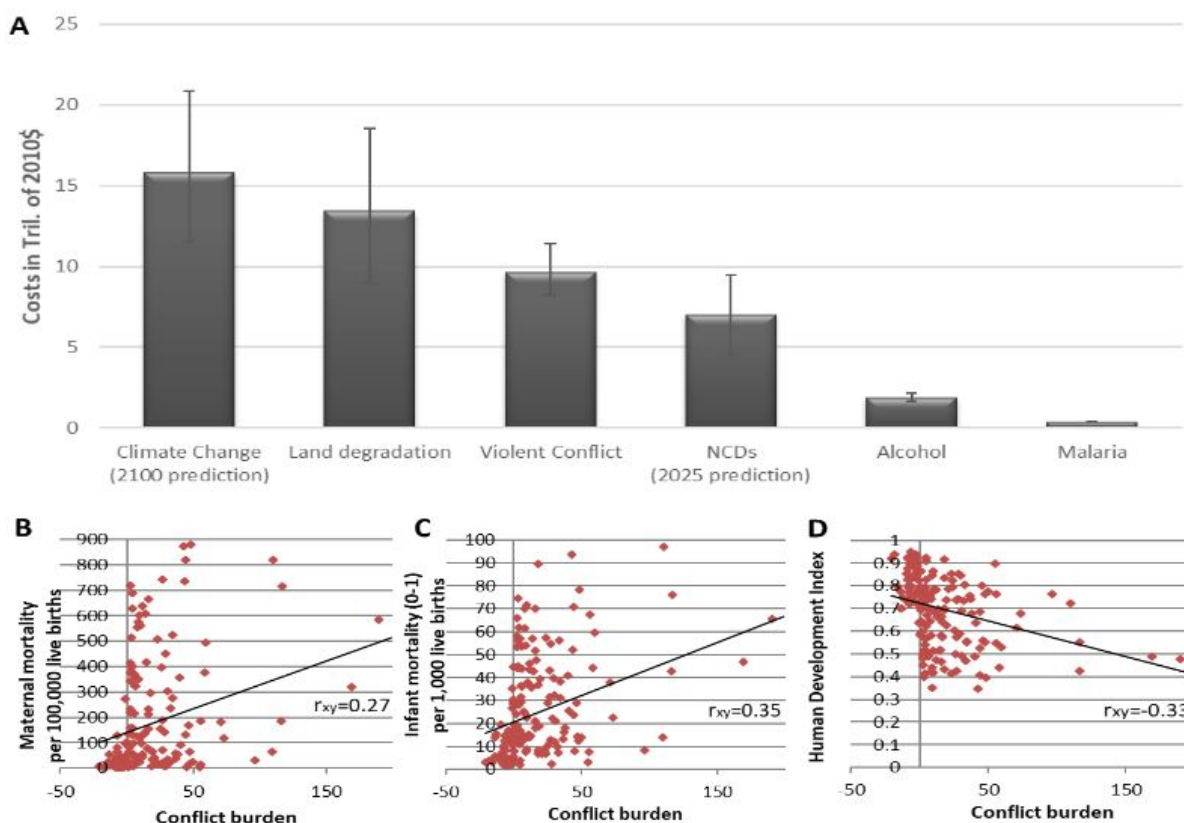 A
25
20
15
10
5
0
Costs in Tril. of 2010$
Climate Change
(2100 prediction)
Land degradation
Violent Conflict
NCDs
(2025 prediction)
Alcohol
Malaria
B
Maternal mortality
per 100,000 live births
900
800
700
600
500
400
300
200
100
0
rxy=0.27
-50
50
150
Conflict burden
C
Infant mortality (0-1)
per 1,000 live births
100
90
80
70
60
50
40
30
20
10
0
rxy=0.35
-50
50
150
Conflict burden
D
Human Development Index
1
0.9
0.8
0.7
0.6
0.5
0.4
0.3
0.2
0.1
0
rxy=-0.33
-50
50
150
Conflict burden